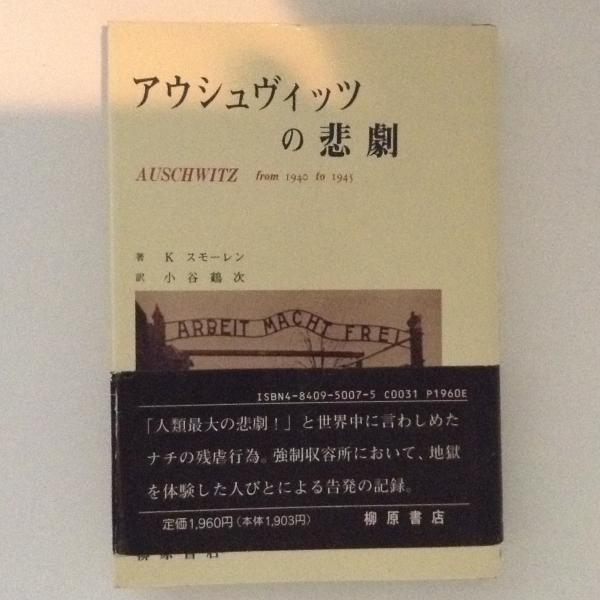 アウシュヴィッツ
の悲劇
AUSCHWITZ from 1940 to 1945
著 K スモーレン
訳 小谷鶴次
ARBEIT MACHT FREI
ISBN4-8409-5007-5 C0031 P1960E
「人類最大の悲劇！」と世界中に言わしめた
ナチの残虐行為。強制収容所において、地獄
を体験した人びとによる告発の記録。
定価1,960円(本体1,903円) 柳原書店